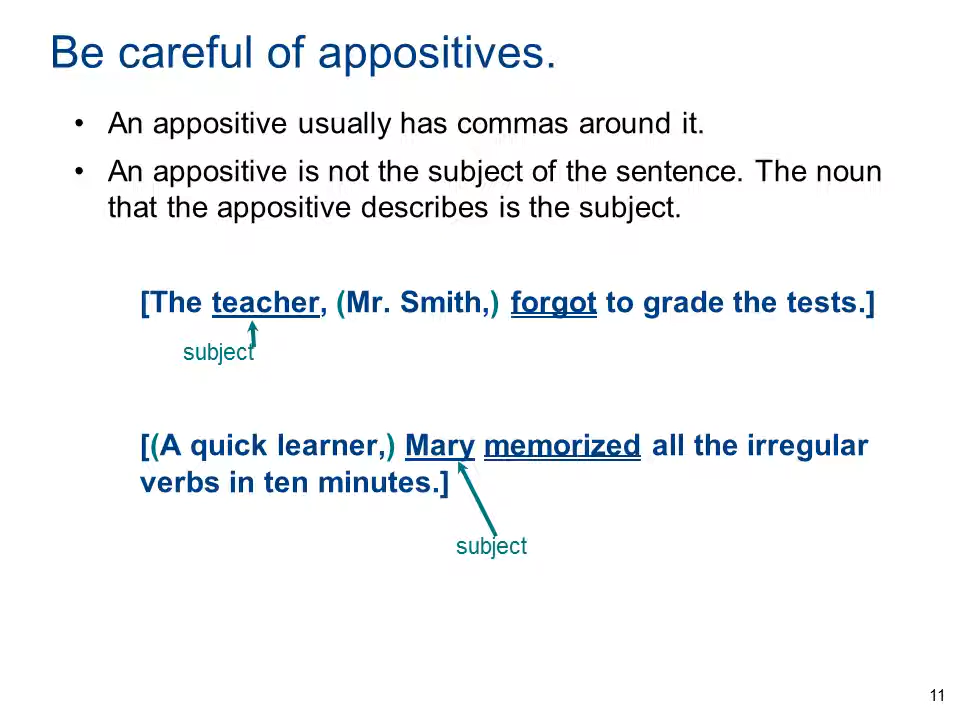 Be careful of appositives.
• An appositive usually has commas around it.
• An appositive is not the subject of the sentence. The noun
that the appositive describes is the subject.
[The teacher, (Mr. Smith,) forgot to grade the tests.]
subject
[(A quick learner,) Mary memorized all the irregular
verbs in ten minutes.]
subject
11